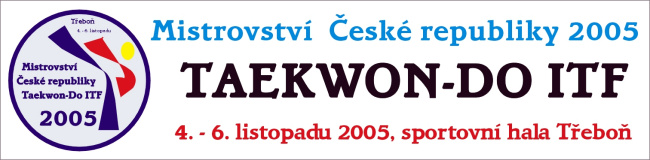 Třeboň
4. - 6. listopadu
Mistrovství
České republiky
Taekwon-Do ITF
2005
Mistrovství České republiky 2005
TAEKWON-DO ITF
4. - 6. listopadu 2005, sportovní hala Třeboň